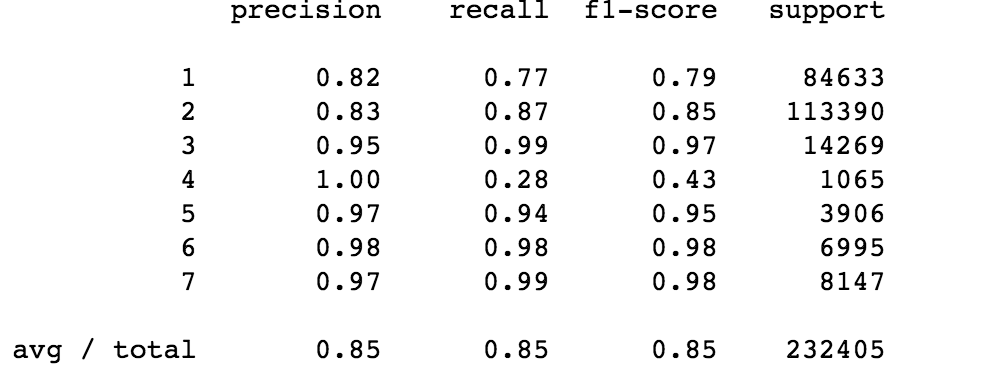 precision recall f1-score support
1 0.82 0.77 0.79 84633
2 0.83 0.87 0.85 113390
3 0.95 0.99 0.97 14269
4 1.00 0.28 0.43 1065
5 0.97 0.94 0.95 3906
6 0.98 0.98 0.98 6995
7 0.97 0.99 0.98 8147
avg / total 0.85 0.85 0.85 232405